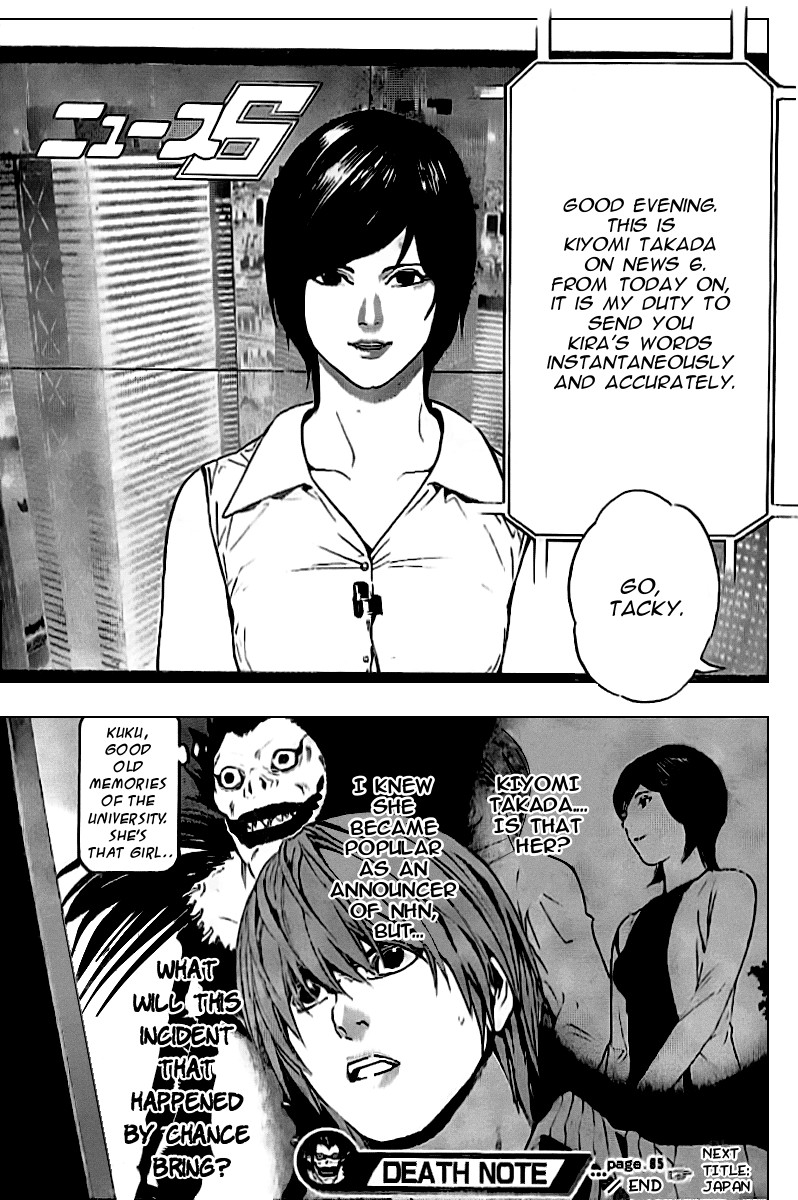 ニュース6
GOOD EVENING.
THIS IS
KIYOMI TAKADA
ON NEWS 6.
FROM TODAY ON,
IT IS MY DUTY TO
SEND YOU
KIRA'S WORDS
INSTANTANEOUSLY
AND ACCURATELY.
GO,
TACKY.
KIYOMI
TAKADA....
IS THAT
HER?
I KNEW
SHE
BECAME
POPULAR
AS AN
ANNOUNCER
OF NHN,
BUT...
KUKU,
GOOD
OLD
MEMORIES
OF THE
UNIVERSITY.
SHE'S
THAT GIRL..
WHAT
WILL THIS
INCIDENT
THAT
HAPPENED
BY CHANCE
BRING?
DEATH NOTE
...page.85
END
NEXT
TITLE:
JAPAN